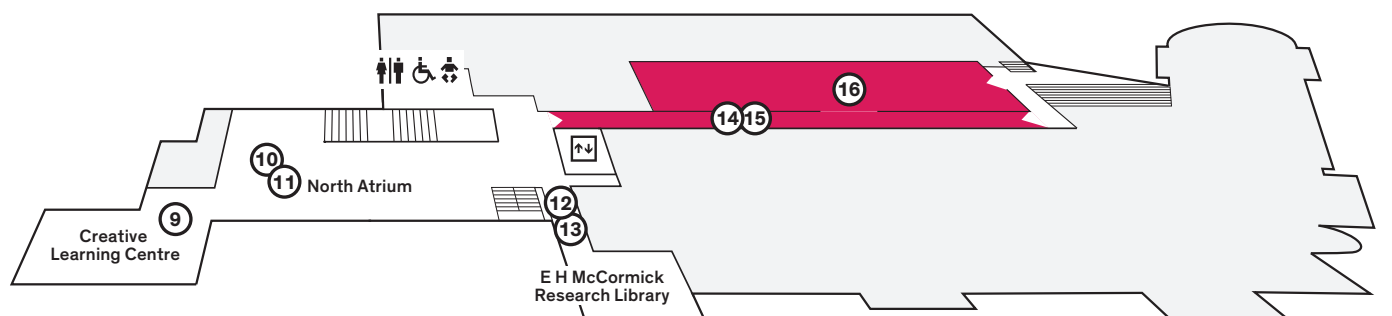 16
14 15
10
11
North Atrium
12
9
13
Creative
Learning Centre
E H McCormick
Research Library